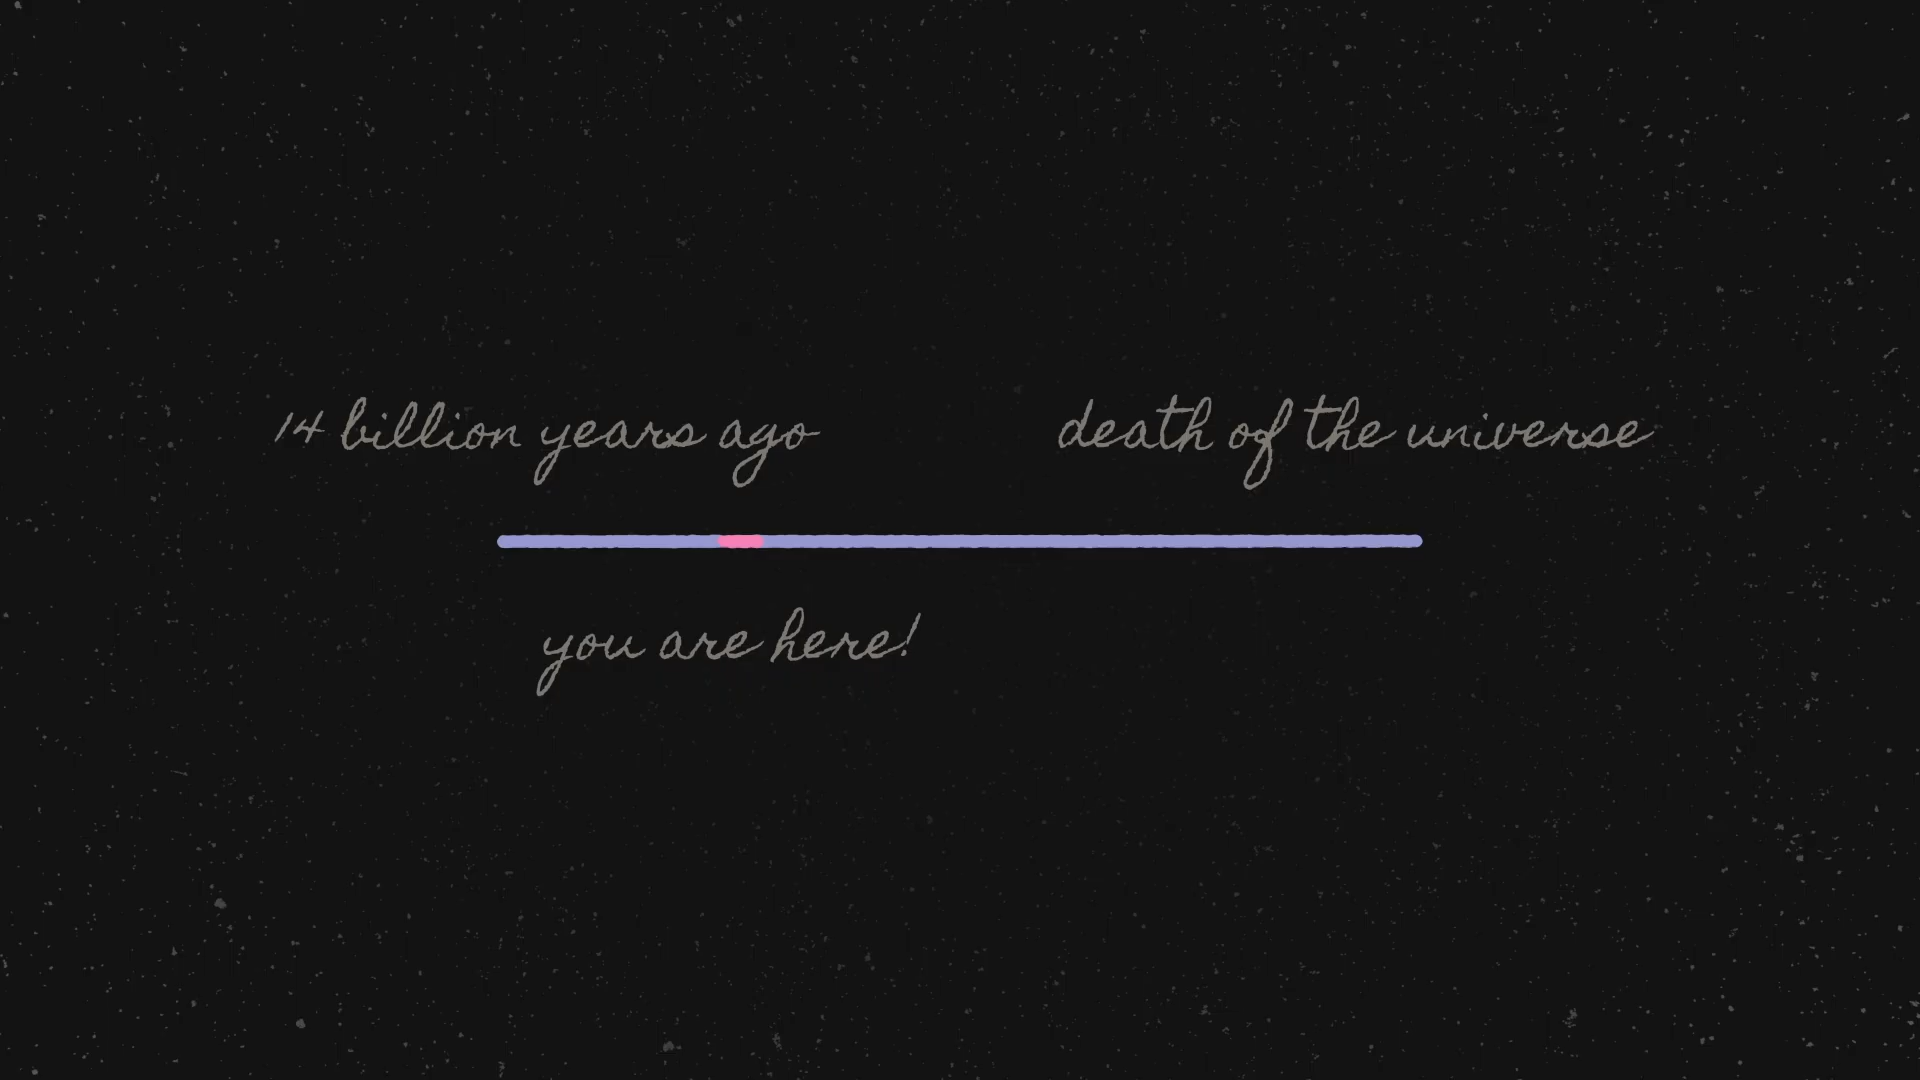 14 billion years ago
death of the universe
you are here!